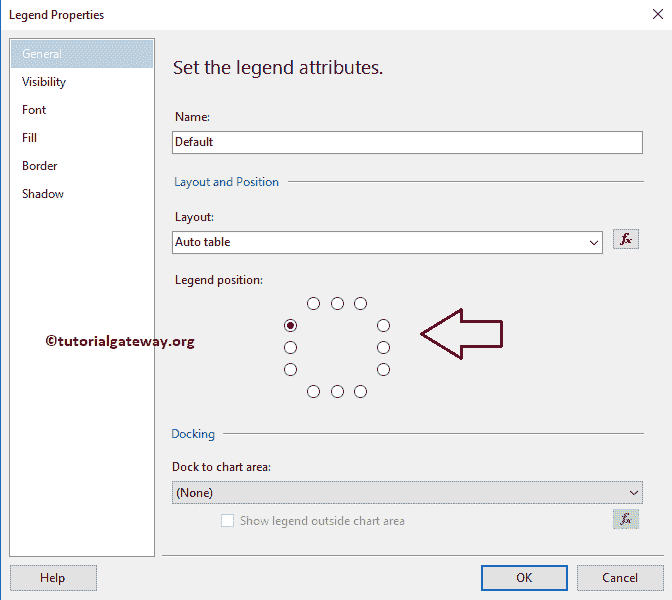 Legend Properties
General
Visibility
Font
Fill
Border
Shadow
Set the legend attributes.
Name:
Default
Layout and Position
Layout:
Auto table
fx
Legend position:
©tutorialgateway.org
Docking
Dock to chart area:
(None)
Show legend outside chart area
fx
Help
OK
Cancel